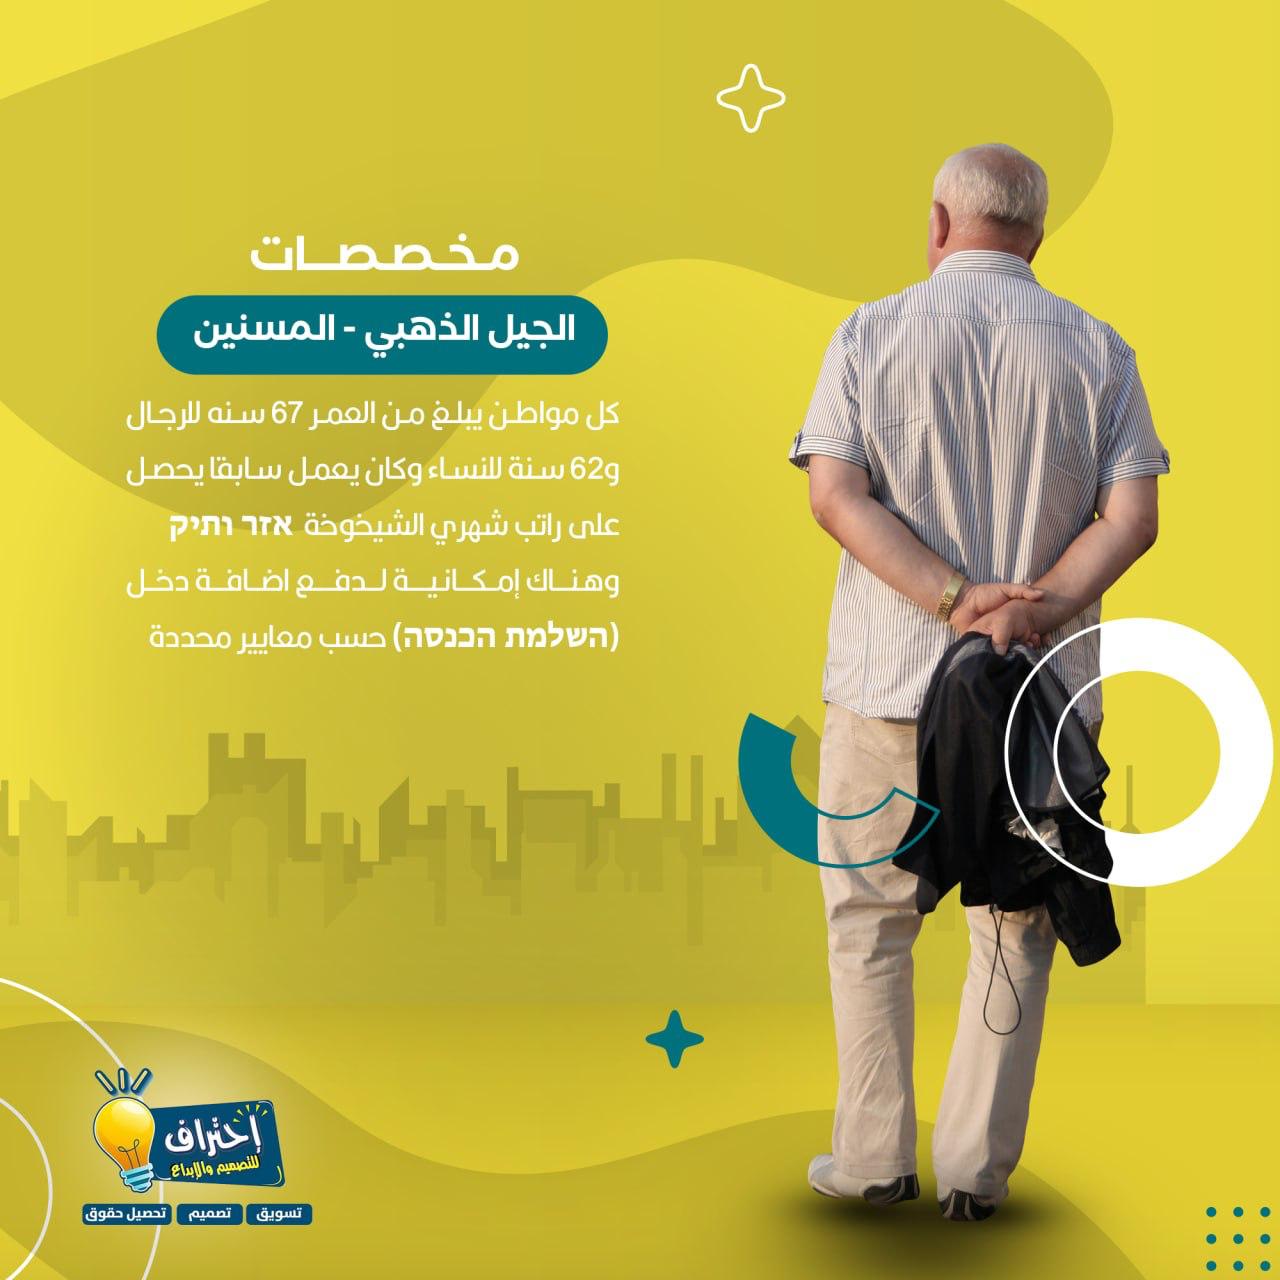 مخصصات
الجيل الذهبي - المسنين
كل مواطن يبلغ من العمر 67 سنه للرجال
و62 سنة للنساء وكان يعمل سابقا يحصل
على راتب شهري الشيخوخة אזר ותיק
وهناك إمكانية لدفع اضافة دخل
(השלמת הכנסה) حسب معايير محددة
إحتراف
للتصميم والإبداع
تسويق
تصميم
تحصيل حقوق